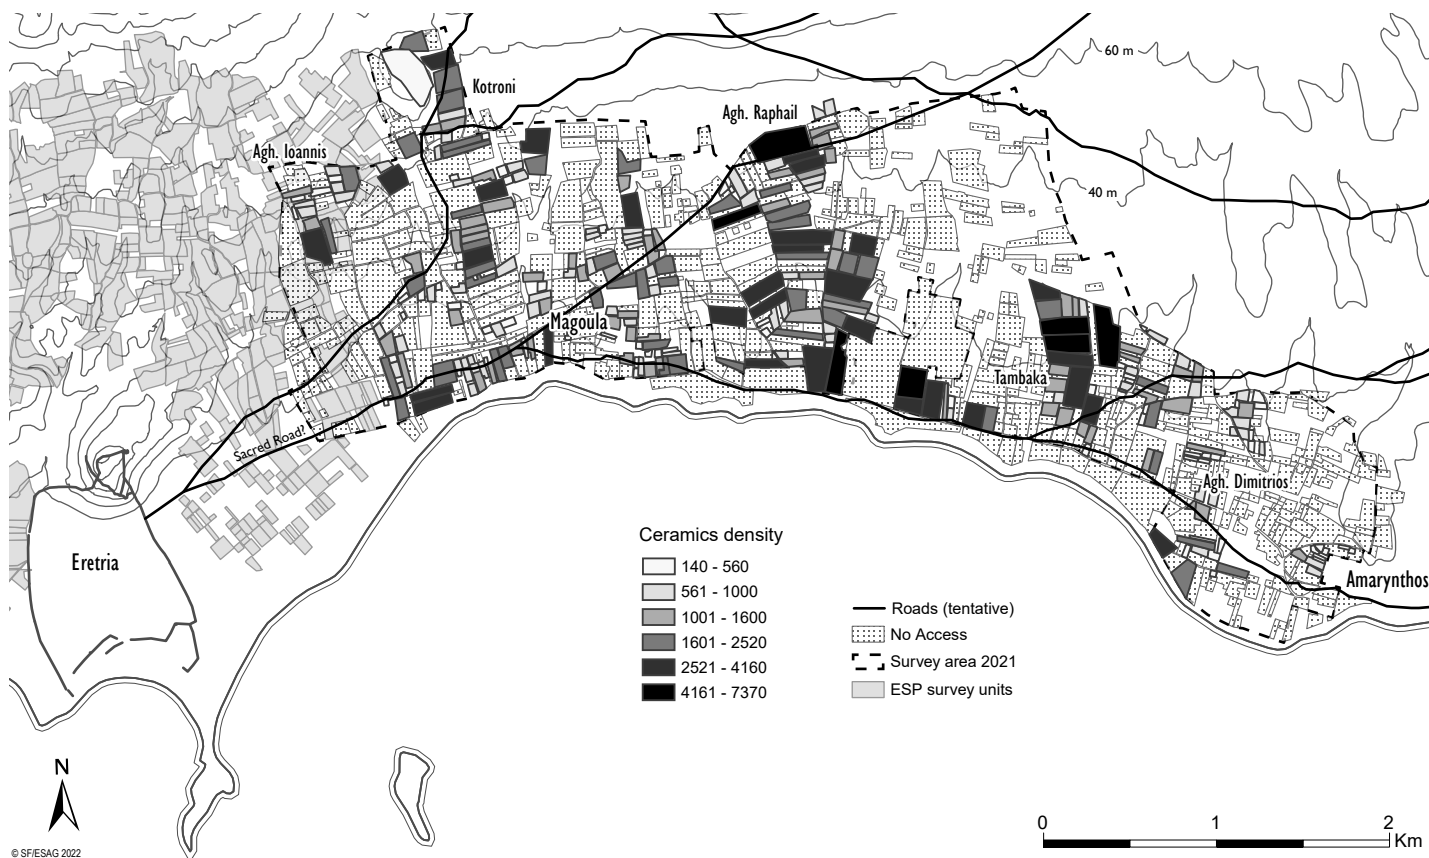 60 m
Kotroni
Agh. Raphail
Agh. Ioannis
40 m
Magoula
Tambaka
Sacred Road?
Agh. Dimitrios
Eretria
Amarynthos
Ceramics density
140 - 560
561 - 1000
1001 - 1600
1601 - 2520
2521 - 4160
4161 - 7370
Roads (tentative)
No Access
Survey area 2021
ESP survey units
N
0 1 2
Km
© SF/ESAG 2022